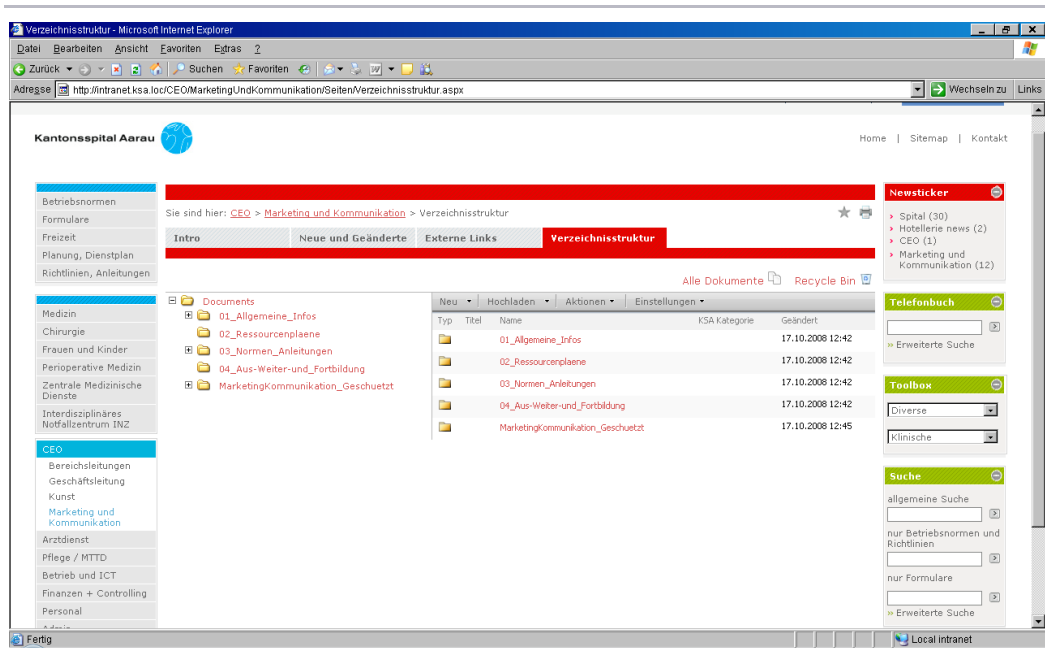 Verzeichnisstruktur - Microsoft Internet Explorer
Datei Bearbeiten Ansicht Favoriten Extras ?
Zurück Suchen Favoriten
Adresse http://intranet.ksa.loc/CEO/MarketingUndKommunikation/Seiten/Verzeichnisstruktur.aspx Wechseln zu Links
Kantonsspital Aarau
Home | Sitemap | Kontakt
Betriebsnormen
Formulare
Freizeit
Planung, Dienstplan
Richtlinien, Anleitungen
Medizin
Chirurgie
Frauen und Kinder
Perioperative Medizin
Zentrale Medizinische
Dienste
Interdisziplinäres
Notfallzentrum INZ
CEO
Bereichsleitungen
Geschäftsleitung
Kunst
Marketing und
Kommunikation
Arztdienst
Pflege / MTTD
Betrieb und ICT
Finanzen + Controlling
Personal
Sie sind hier: CEO > Marketing und Kommunikation > Verzeichnisstruktur
Intro Neue und Geänderte Externe Links Verzeichnisstruktur
Alle Dokumente Recycle Bin
Documents
01_Allgemeine_Infos
02_Ressourcenplaene
03_Normen_Anleitungen
04_Aus-Weiter-und_Fortbildung
MarketingKommunikation_Geschuetzt
Neu Hochladen Aktionen Einstellungen
Typ Titel Name KSA Kategorie Geändert
01_Allgemeine_Infos 17.10.2008 12:42
02_Ressourcenplaene 17.10.2008 12:42
03_Normen_Anleitungen 17.10.2008 12:42
04_Aus-Weiter-und_Fortbildung 17.10.2008 12:42
MarketingKommunikation_Geschuetzt 17.10.2008 12:45
Newsticker
Spital (30)
Hotellerie news (2)
CEO (1)
Marketing und
Kommunikation (12)
Telefonbuch
» Erweiterte Suche
Toolbox
Diverse
Klinische
Suche
allgemeine Suche
nur Betriebsnormen und
Richtlinien
nur Formulare
» Erweiterte Suche
Fertig
Local intranet